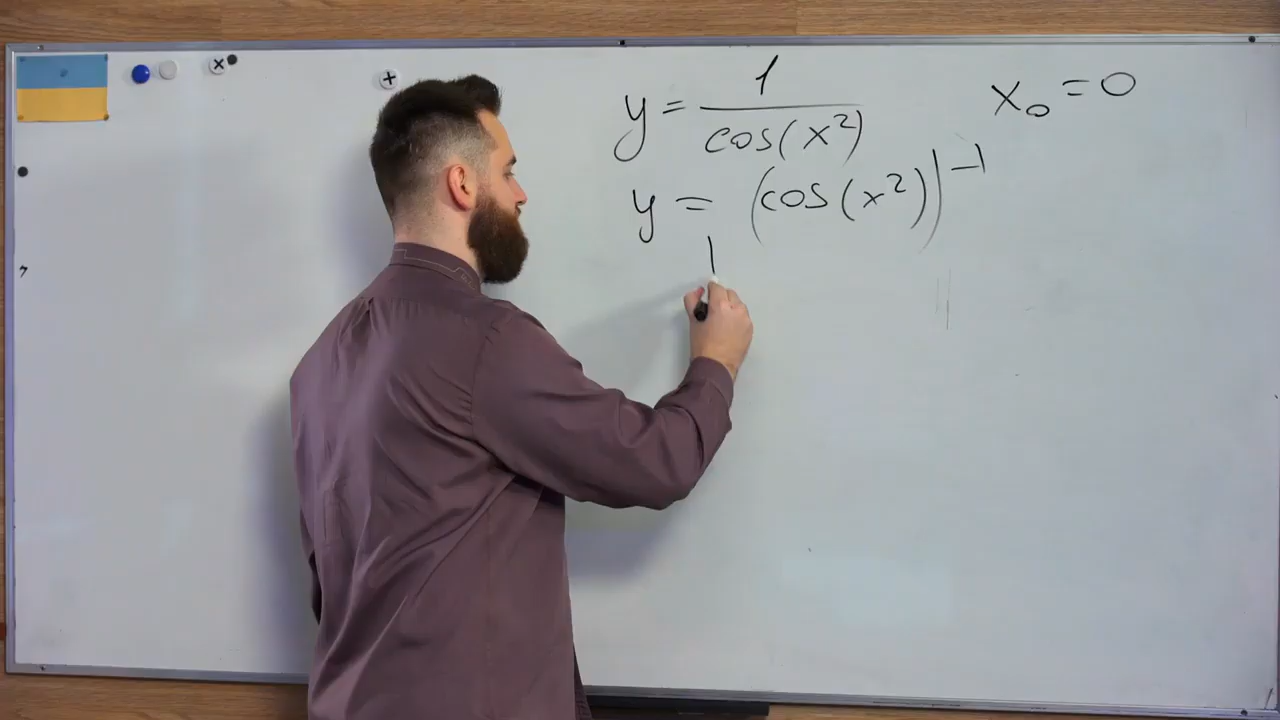 y = 1/cos(x²)
x₀ = 0
y = (cos(x²))⁻¹